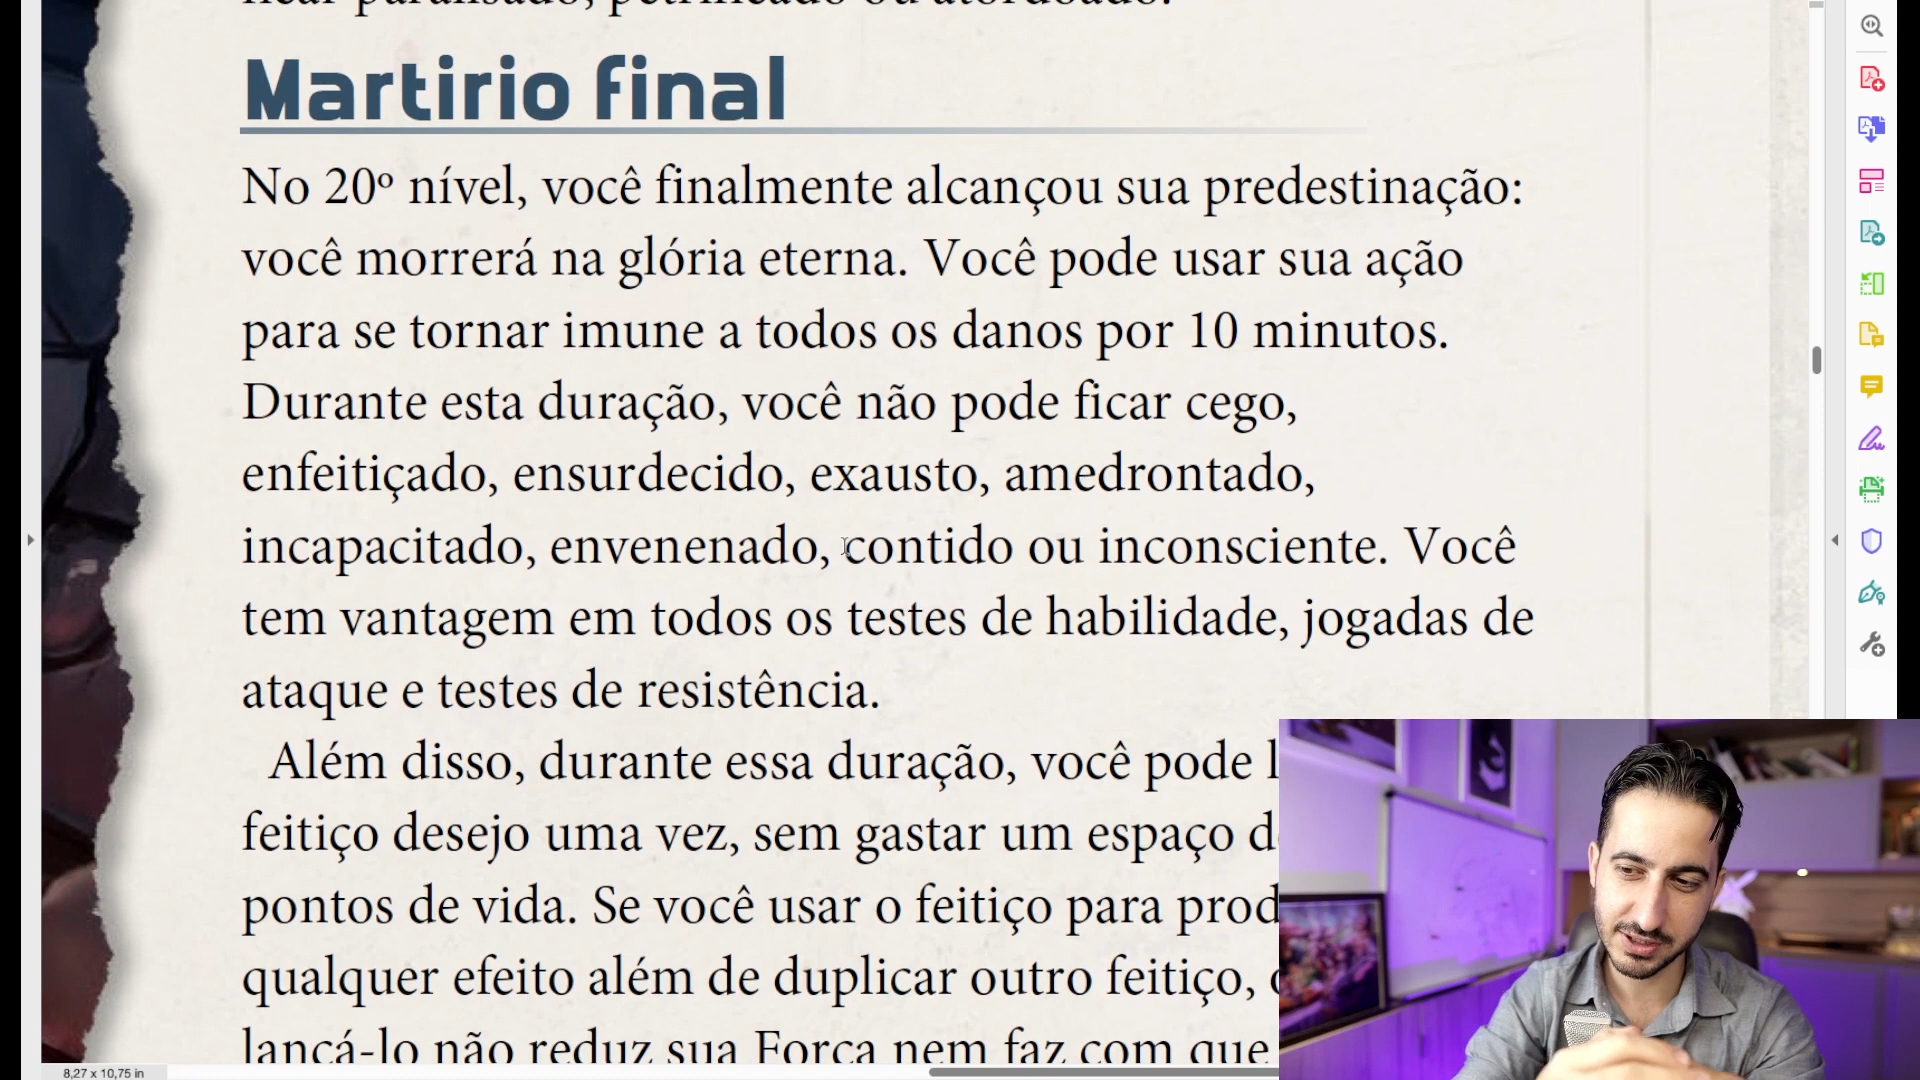 ficar paralisado, petrificado ou atordoado.
Martirio final
No 20º nível, você finalmente alcançou sua predestinação:
você morrerá na glória eterna. Você pode usar sua ação
para se tornar imune a todos os danos por 10 minutos.
Durante esta duração, você não pode ficar cego,
enfeitiçado, ensurdecido, exausto, amedrontado,
incapacitado, envenenado, contido ou inconsciente. Você
tem vantagem em todos os testes de habilidade, jogadas de
ataque e testes de resistência.
Além disso, durante essa duração, você pode l
feitiço desejo uma vez, sem gastar um espaço d
pontos de vida. Se você usar o feitiço para prod
qualquer efeito além de duplicar outro feitiço,
lançá-lo não reduz sua Força nem faz com que
8,27 x 10,75 in